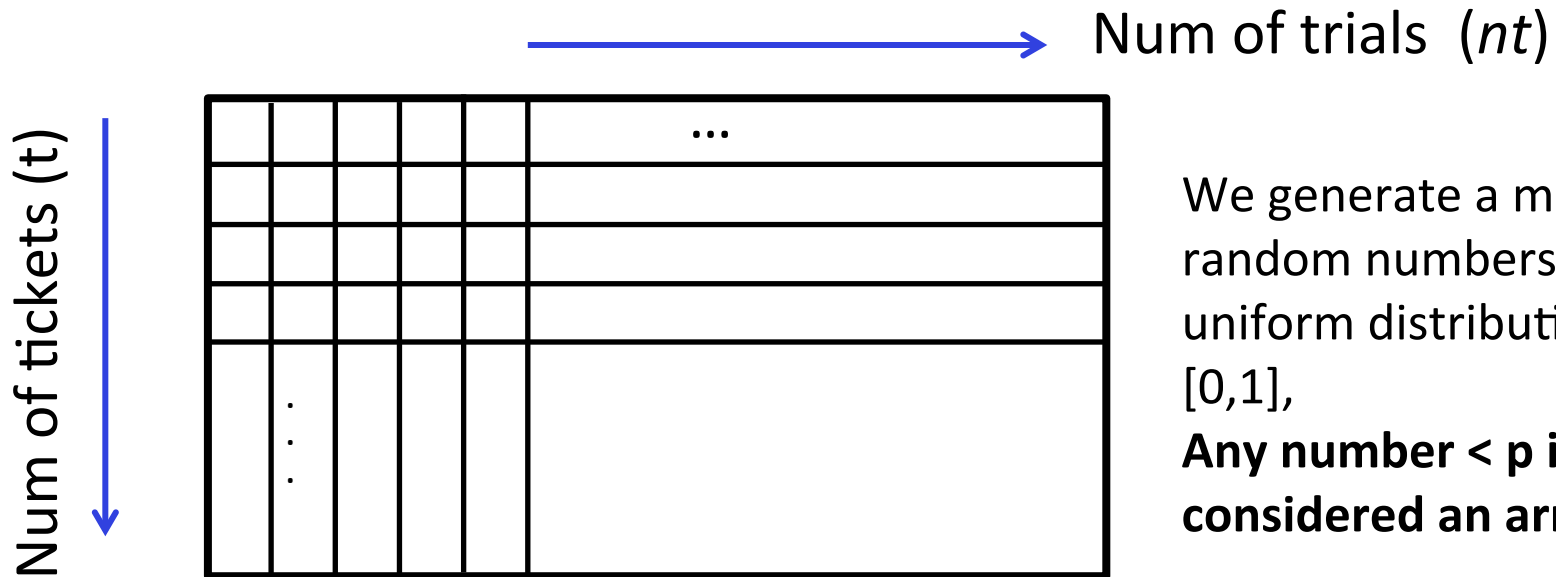 Num of trials (nt)
Num of tickets (t)
...
We generate a m
random numbers
uniform distributi
[0,1],
Any number < p i
considered an arr
.
.
.